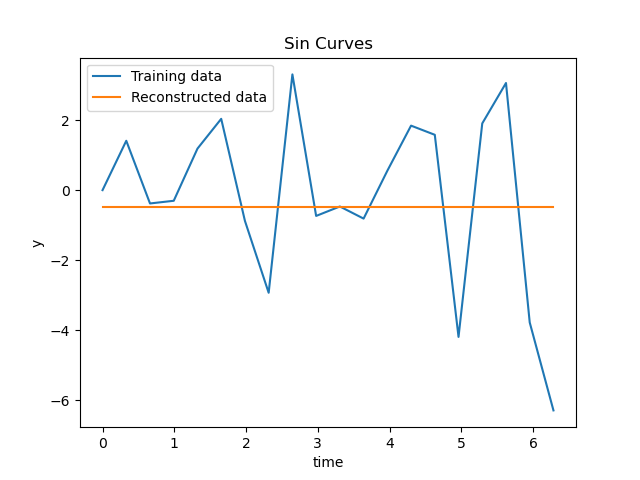 Sin Curves
Training data
Reconstructed data
2
0
−2
−4
−6
y
0 1 2 3 4 5 6
time